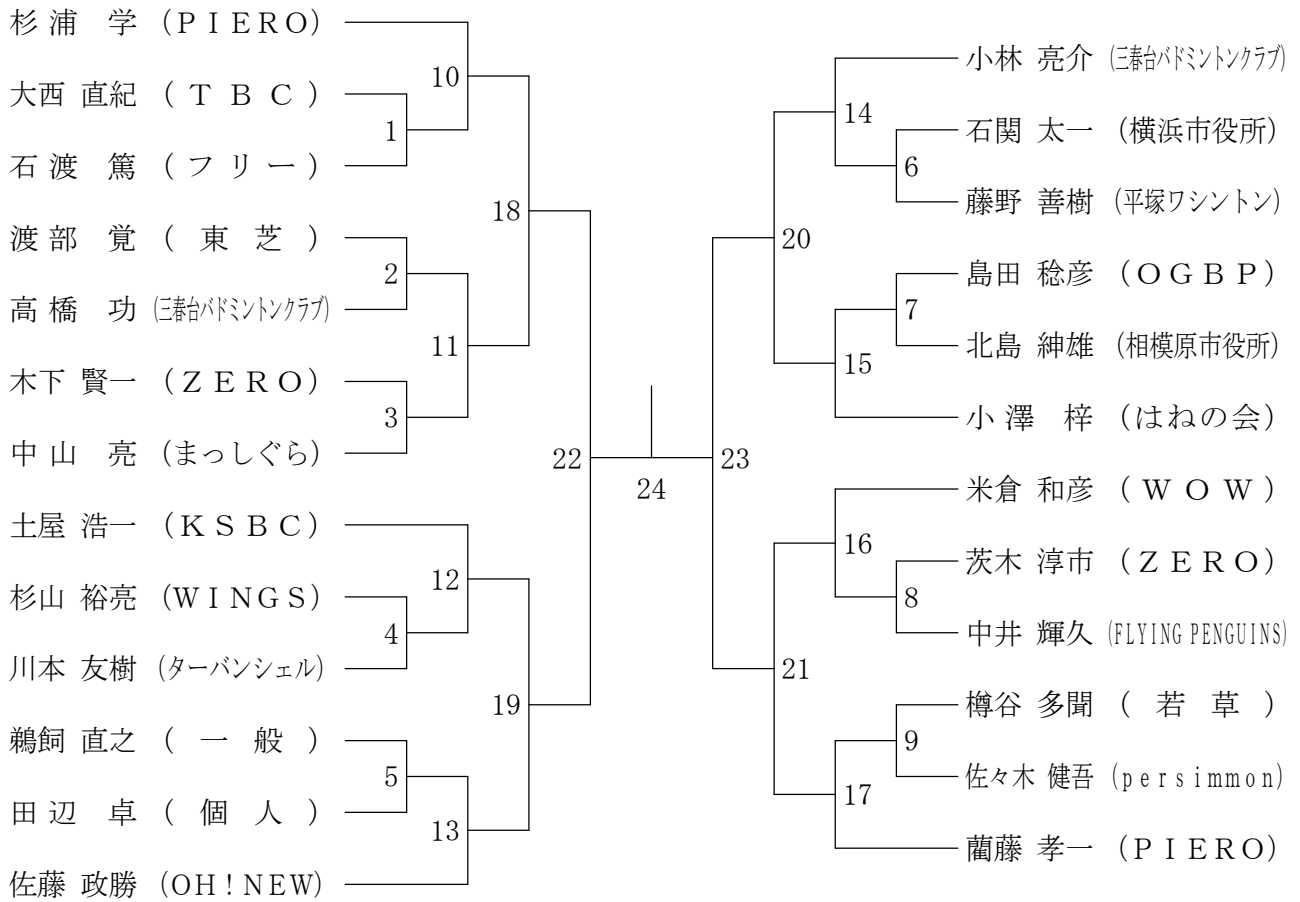 杉浦 学 (PIERO)
大西 直紀 (TBC)
石渡 篤 (フリー)
渡部 覚 (東芝)
高橋 功 (三春台バドミントンクラブ)
木下 賢一 (ZERO)
中山 亮 (まっしぐら)
土屋 浩一 (KSBC)
杉山 裕亮 (WINGS)
川本 友樹 (ターバンシェル)
鵜飼 直之 (一般)
田辺 卓 (個人)
佐藤 政勝 (OH!NEW)
1
2
3
4
5
10
11
12
13
18
19
22
24
23
20
21
14
15
16
17
6
7
8
9
小林 亮介 (三春台バドミントンクラブ)
石関 太一 (横浜市役所)
藤野 善樹 (平塚ワシントン)
島田 稔彦 (OGBP)
北島 紳雄 (相模原市役所)
小澤 梓 (はねの会)
米倉 和彦 (WOW)
茨木 淳市 (ZERO)
中井 輝久 (FLYING PENGUINS)
樽谷 多聞 (若草)
佐々木 健吾 (persimmon)
藺藤 孝一 (PIERO)